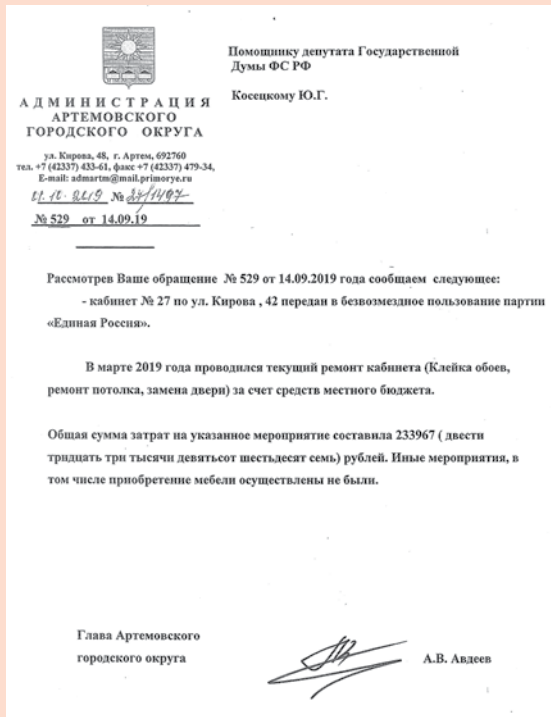 АДМИНИСТРАЦИЯ
АРТЕМОВСКОГО
ГОРОДСКОГО ОКРУГА
ул. Кирова, 48, г. Артем, 692760
тел. +7 (42337) 433-61, факс +7 (42337) 479-34,
E-mail: admartm@mail.primorye.ru
2019 №
№ 529 от 14.09.19
Помощнику депутата Государственной
Думы ФС РФ
Косецкому Ю.Г.
Рассмотрев Ваше обращение № 529 от 14.09.2019 года сообщаем следующее:
- кабинет № 27 по ул. Кирова , 42 передан в безвозмездное пользование партии
«Единая Россия».
В марте 2019 года проводился текущий ремонт кабинета (Клейка обоев,
ремонт потолка, замена двери) за счет средств местного бюджета.
Общая сумма затрат на указанное мероприятие составила 233967 ( двести
тридцать три тысячи девятьсот шестьдесят семь) рублей. Иные мероприятия, в
том числе приобретение мебели осуществлены не были.
Глава Артемовского
городского округа
А.В. Авдеев